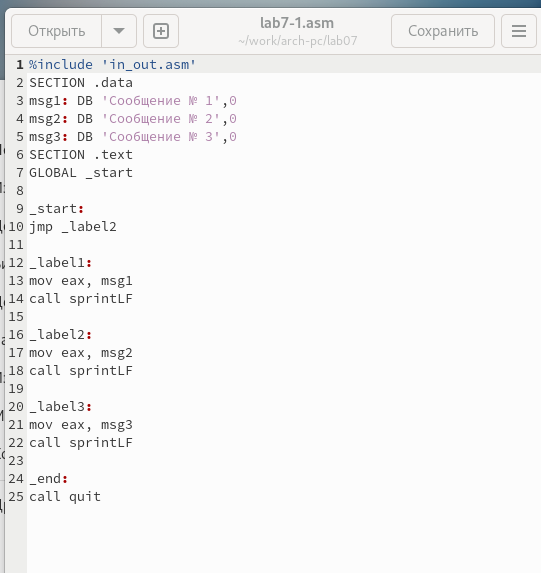 Открыть
lab7-1.asm
~/work/arch-pc/lab07
Сохранить
1 %include 'in_out.asm'
2 SECTION .data
3 msg1: DB 'Сообщение № 1',0
4 msg2: DB 'Сообщение № 2',0
5 msg3: DB 'Сообщение № 3',0
6 SECTION .text
7 GLOBAL _start
8
9 _start:
10 jmp _label2
11
12 _label1:
13 mov eax, msg1
14 call sprintLF
15
16 _label2:
17 mov eax, msg2
18 call sprintLF
19
20 _label3:
21 mov eax, msg3
22 call sprintLF
23
24 _end:
25 call quit